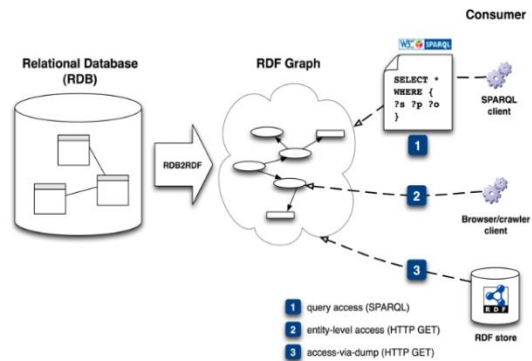 Consumer
Relational Database
(RDB)
RDF Graph
W3C SPARQL
SELECT *
WHERE {
?s ?p ?o
}
SPARQL
client
1
RDB2RDF
2
Browser/crawler
client
3
RDF
RDF store
1 query access (SPARQL)
2 entity-level access (HTTP GET)
3 access-via-dump (HTTP GET)